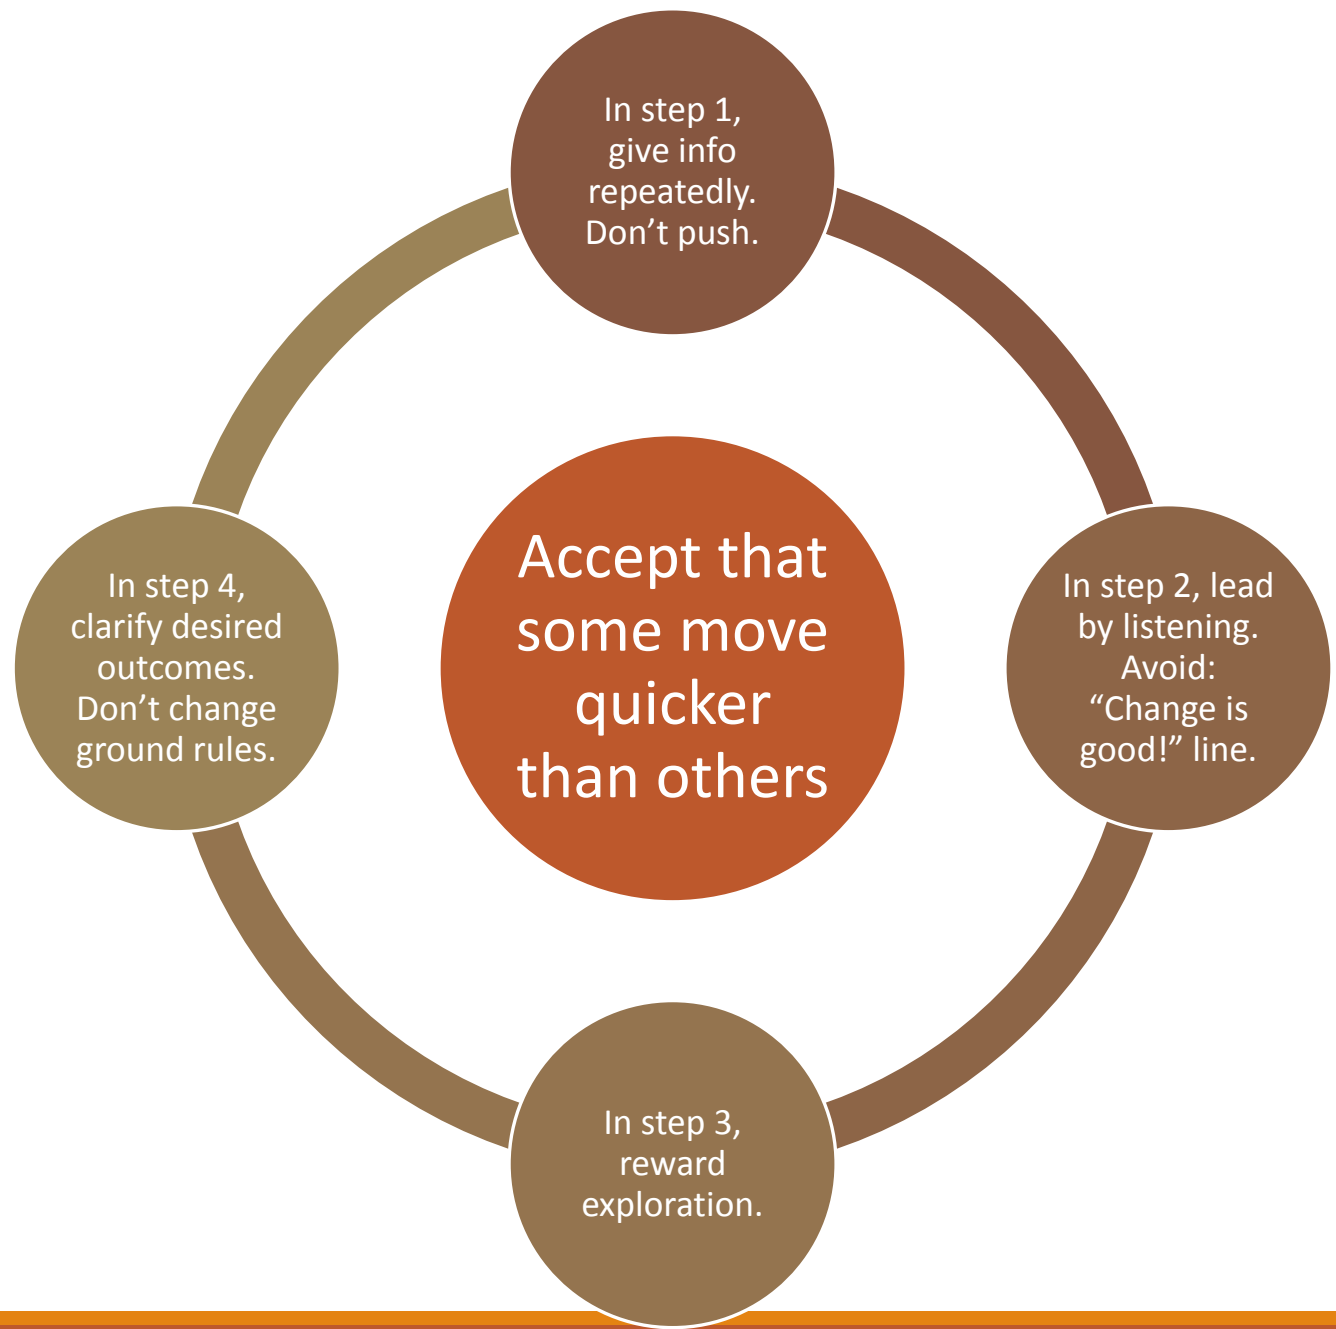 In step 1,
give info
repeatedly.
Don’t push.
In step 2, lead
by listening.
Avoid:
“Change is
good!” line.
In step 3,
reward
exploration.
In step 4,
clarify desired
outcomes.
Don’t change
ground rules.
Accept that
some move
quicker
than others